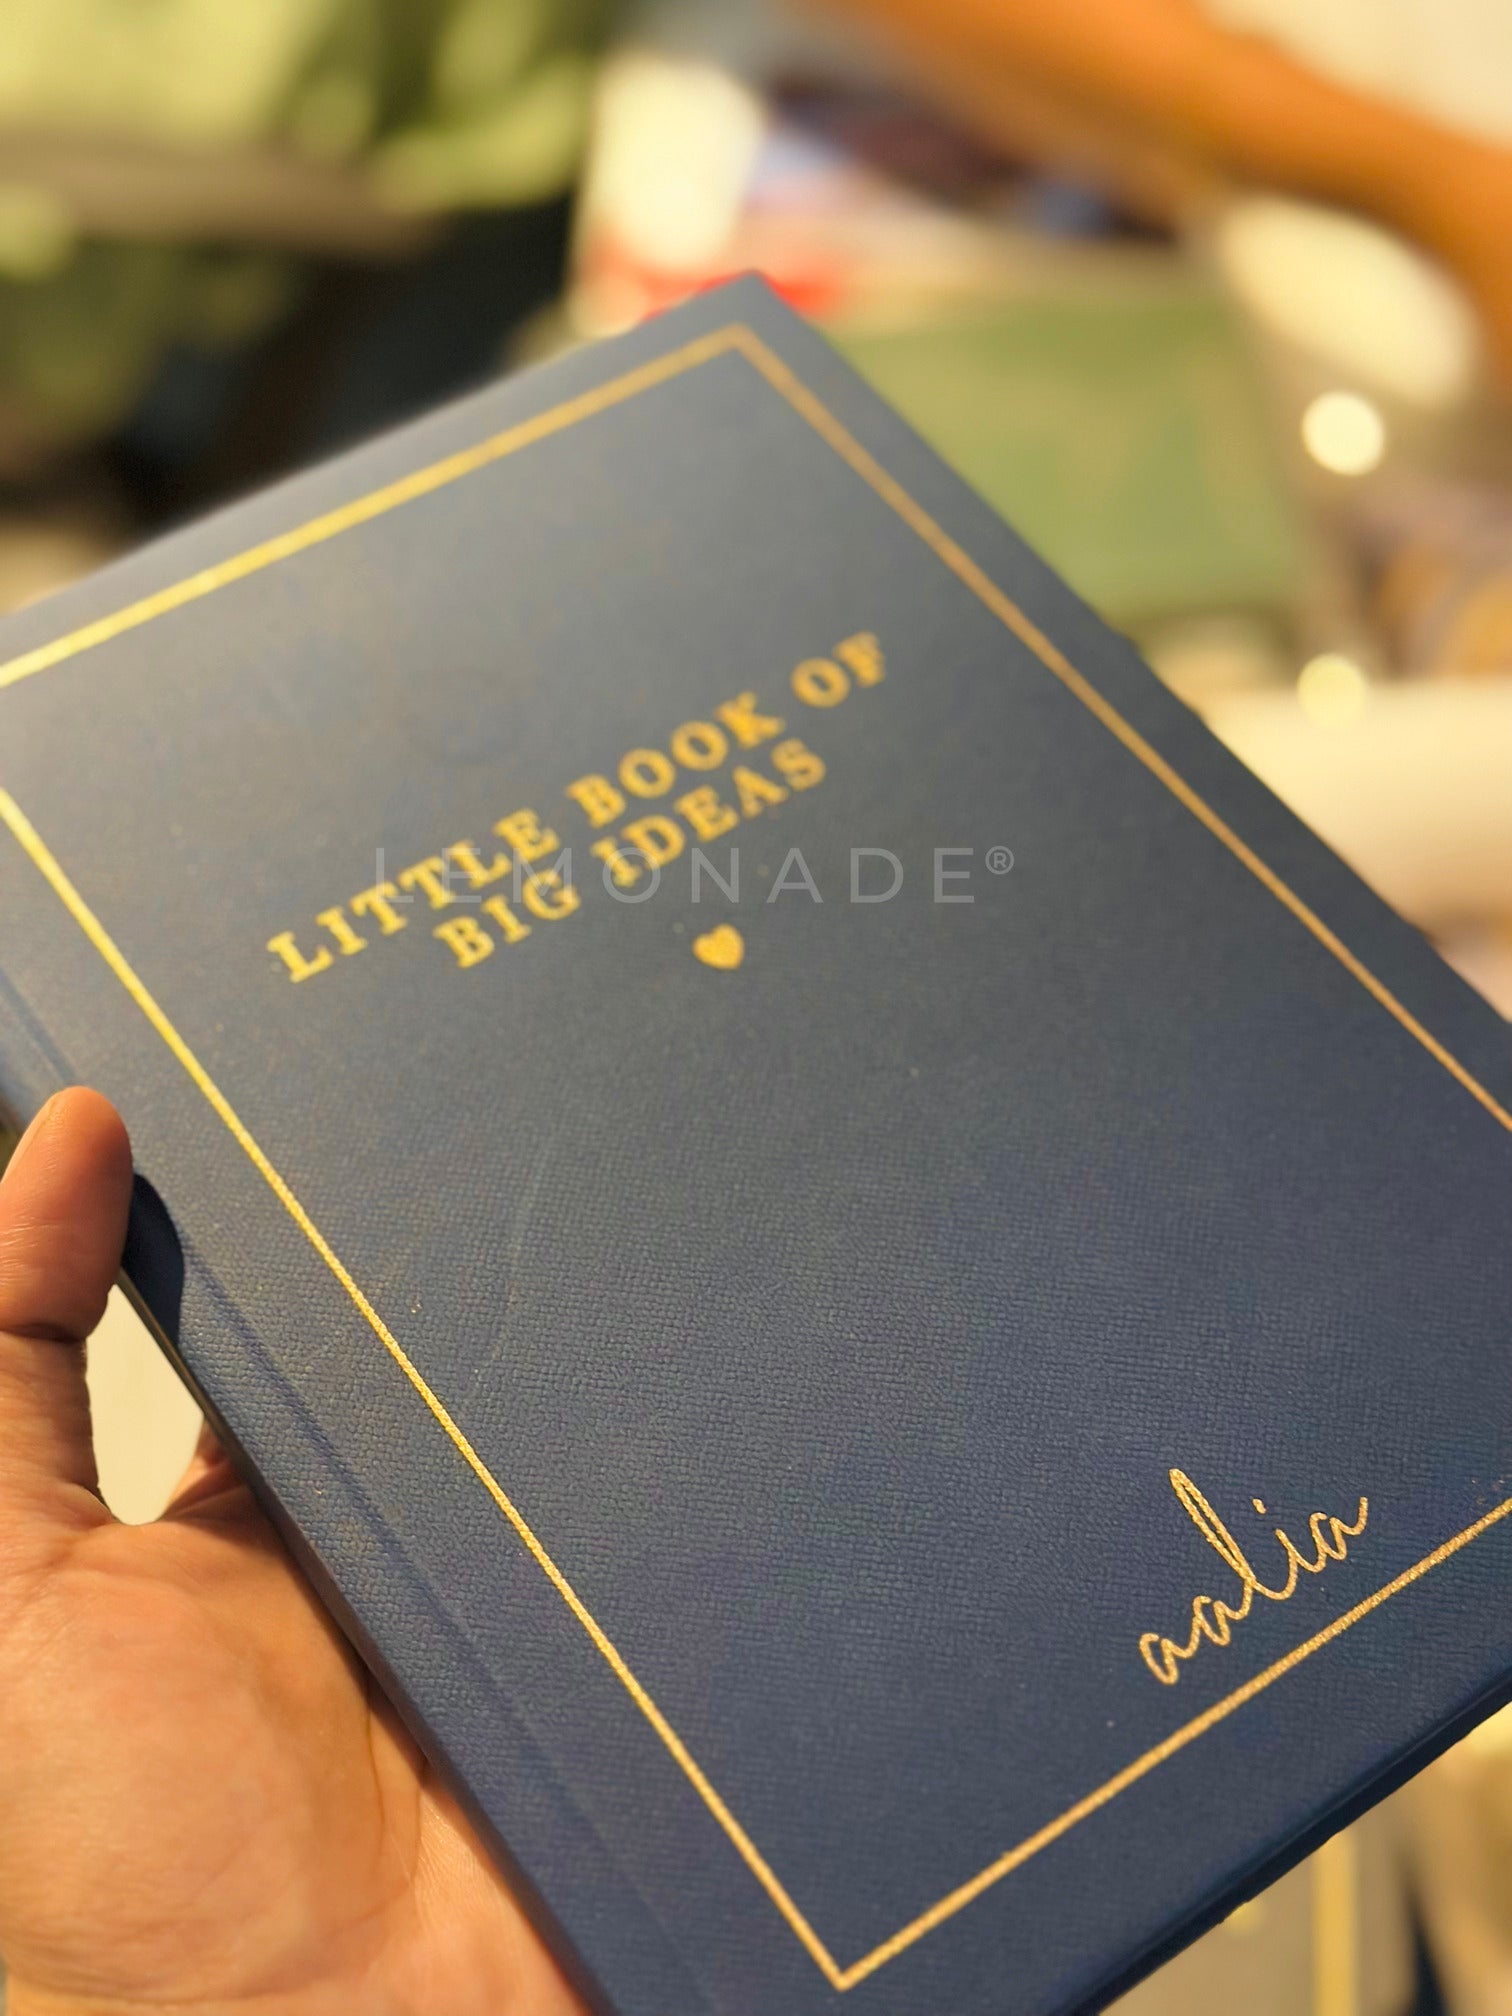 LITTLE BOOK OF
BIG IDEAS
LEMONADE®
aalia